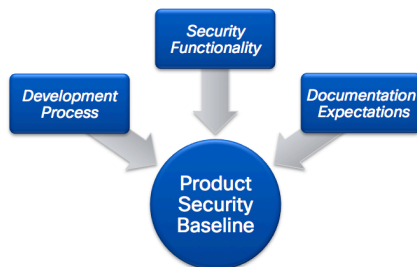 Security
Functionality
Development
Process
Documentation
Expectations
Product
Security
Baseline